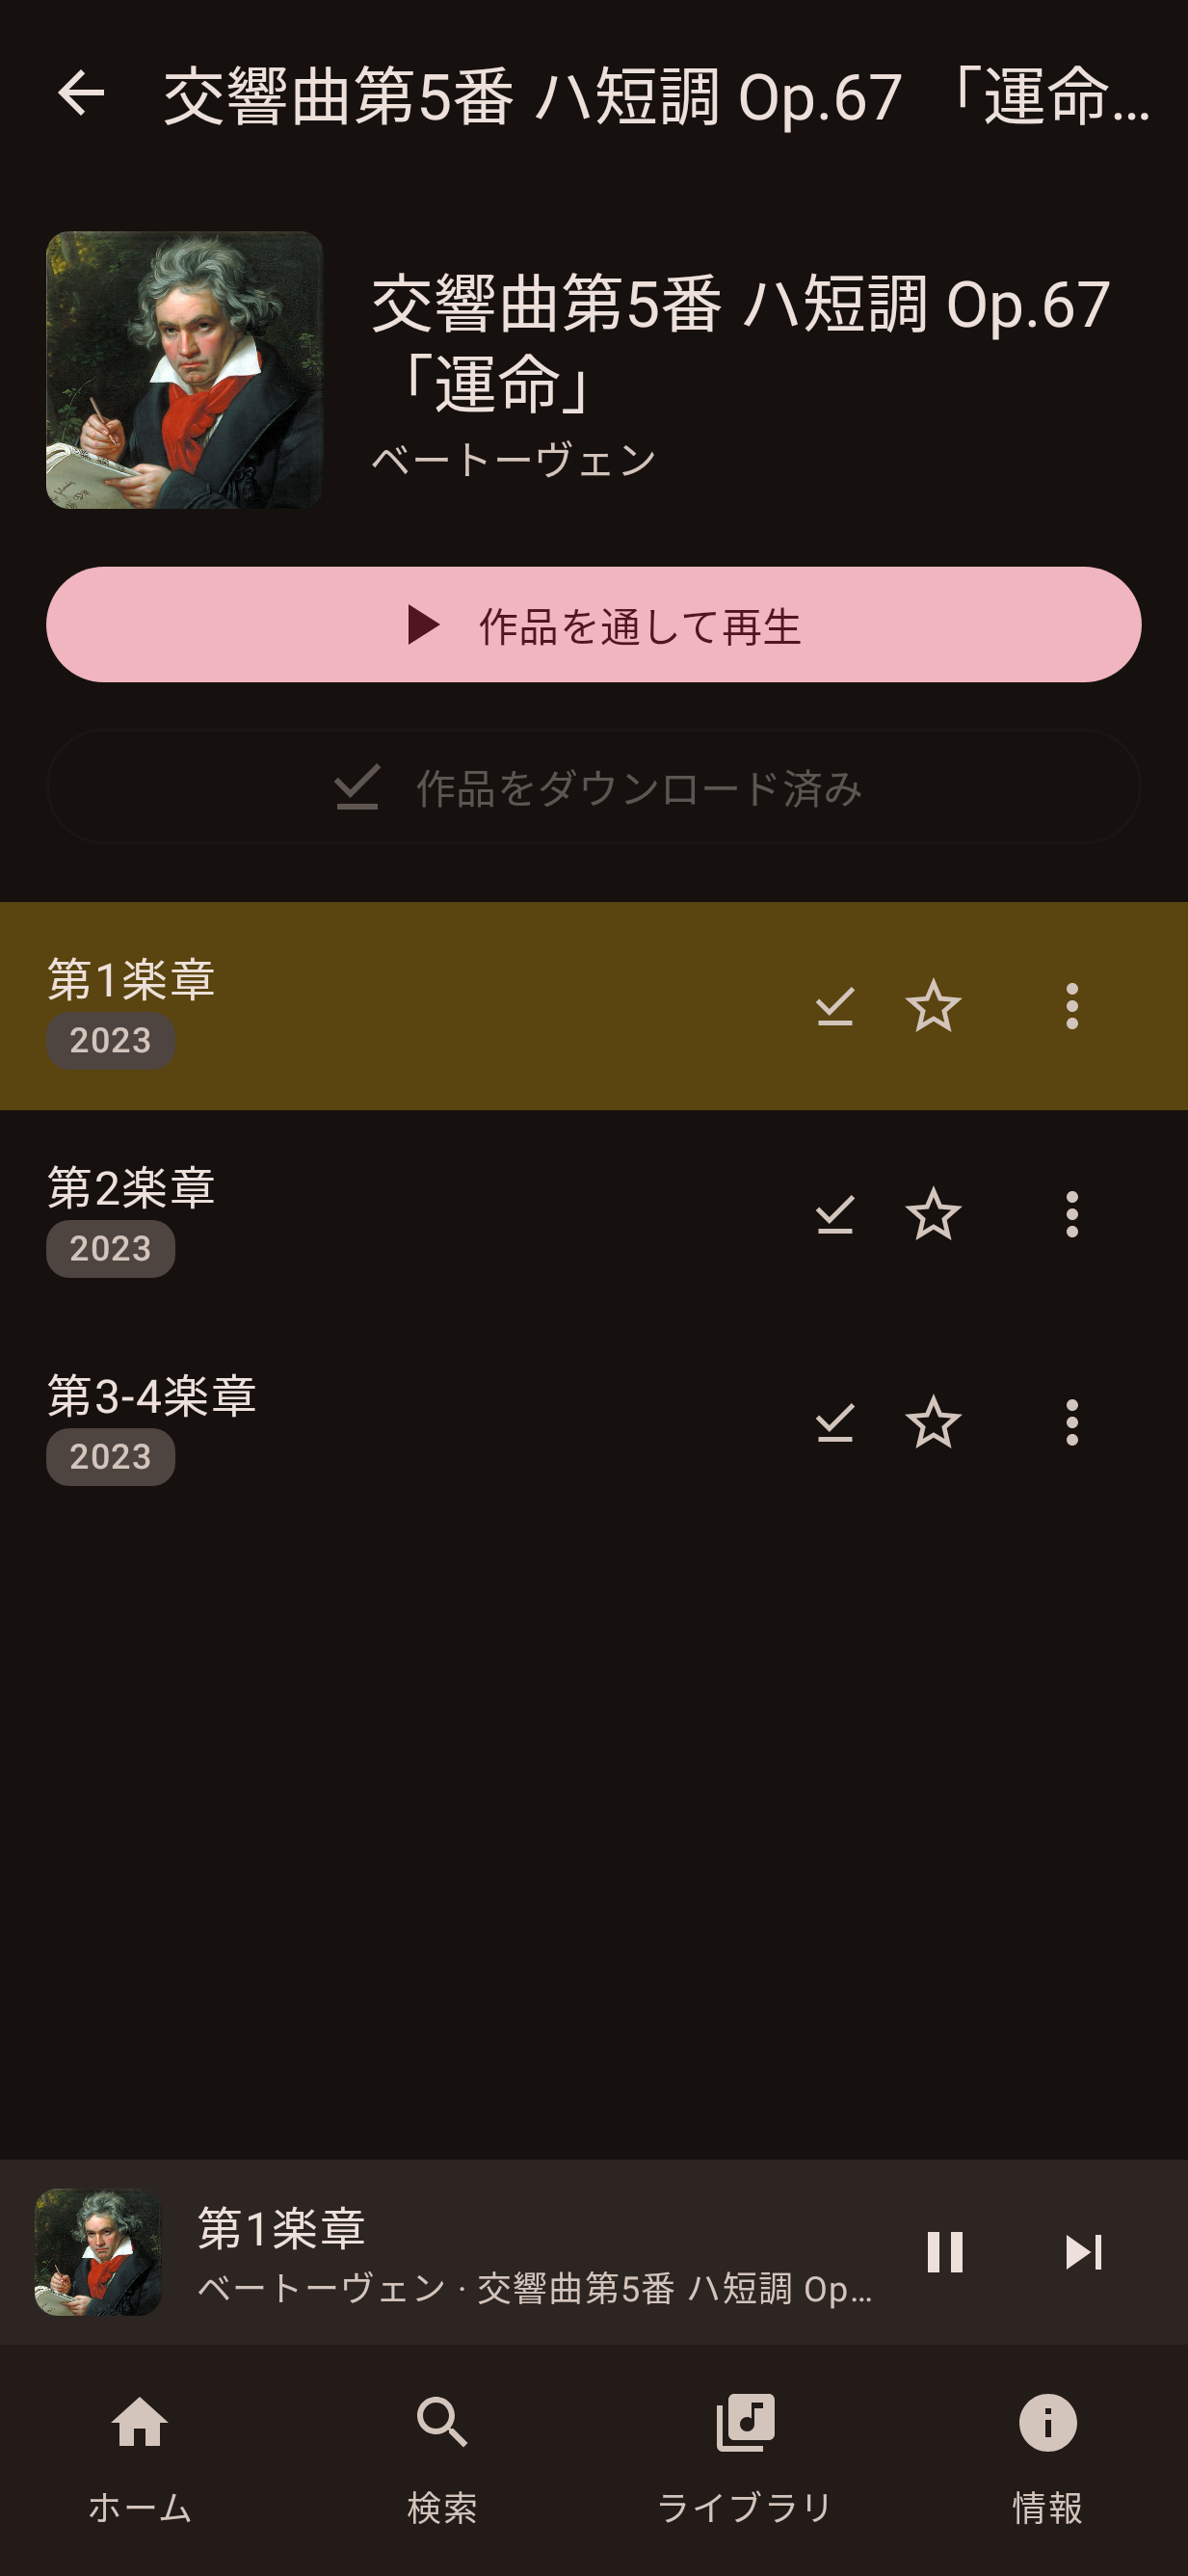 交響曲第5番 ハ短調 Op.67 「運命…
交響曲第5番 ハ短調 Op.67
「運命」
ベートーヴェン
作品を通して再生
作品をダウンロード済み
第1楽章
2023
第2楽章
2023
第3-4楽章
2023
第1楽章
ベートーヴェン · 交響曲第5番 ハ短調 Op…
ホーム
検索
ライブラリ
情報